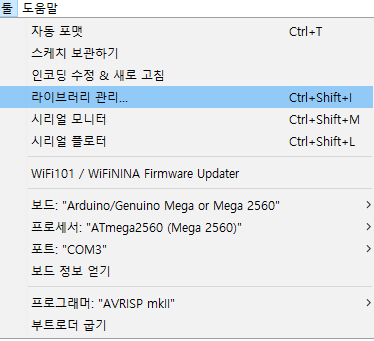 툴 도움말
자동 포맷 Ctrl+T
스케치 보관하기
인코딩 수정 & 새로 고침
라이브러리 관리... Ctrl+Shift+I
시리얼 모니터 Ctrl+Shift+M
시리얼 플로터 Ctrl+Shift+L
WiFi101 / WiFiNINA Firmware Updater
보드: "Arduino/Genuino Mega or Mega 2560"
프로세서: "ATmega2560 (Mega 2560)"
포트: "COM3"
보드 정보 얻기
프로그래머: "AVRISP mkII"
부트로더 굽기